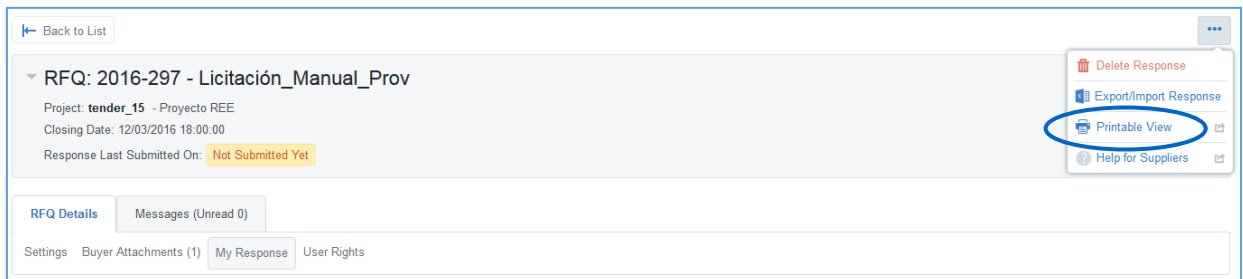 Back to List
•••
RFQ: 2016-297 - Licitación_Manual_Prov
Project: tender_15 - Proyecto REE
Closing Date: 12/03/2016 18:00:00
Response Last Submitted On: Not Submitted Yet
Delete Response
Export/Import Response
Printable View
Help for Suppliers
RFQ Details Messages (Unread 0)
Settings Buyer Attachments (1) My Response User Rights